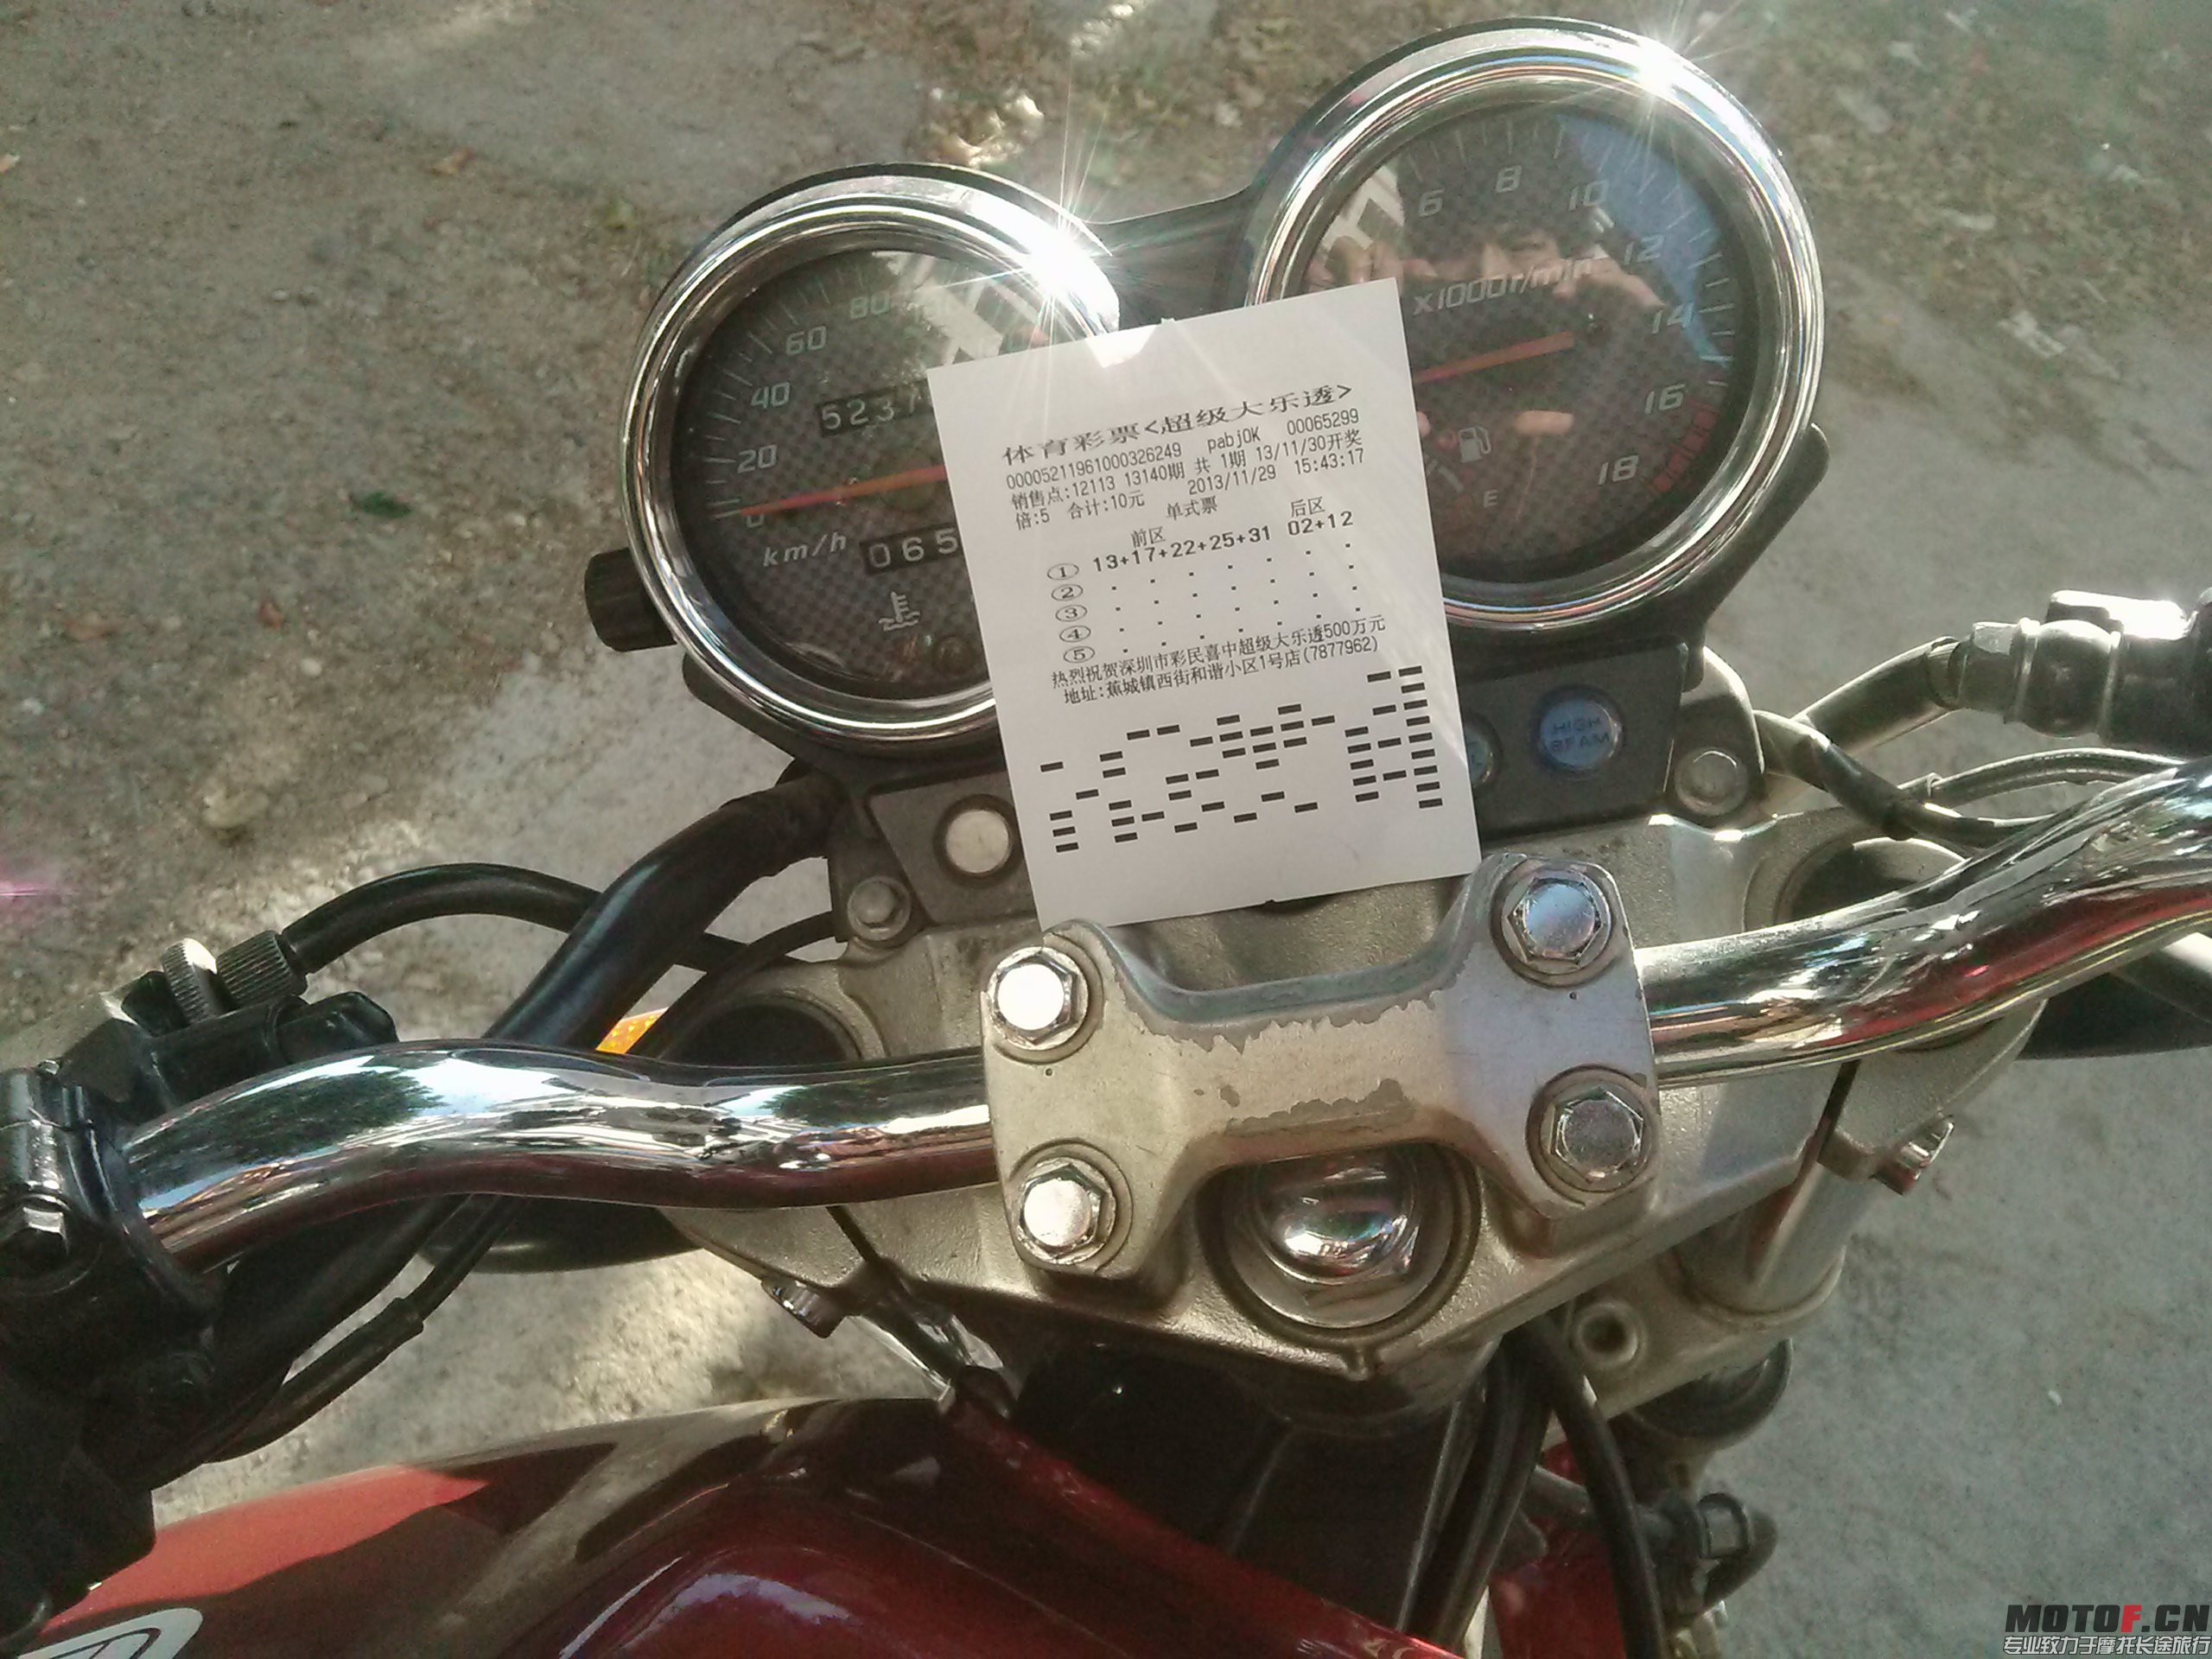 6 8 10 12 14 16 18
x1000r/min
E
20 40 60 80
5237
km/h
065
体育彩票<超级大乐透>
000052119610003262​49 pabj0K 00065299
销售点:12113 13140期 共 1期 13/11/30开奖
倍:5 合计:10元 2013/11/29 15:43:17
单式票
前区 后区
① 13+17+22+25+31 02+12
②
③
④
⑤
热烈祝贺深圳市彩民喜中超级大乐透500万元
地址:蕉城镇西街和谐小区1号店(7877962)
HIGH
BEAM
MOTOF.CN
专业致力于摩托长途旅行